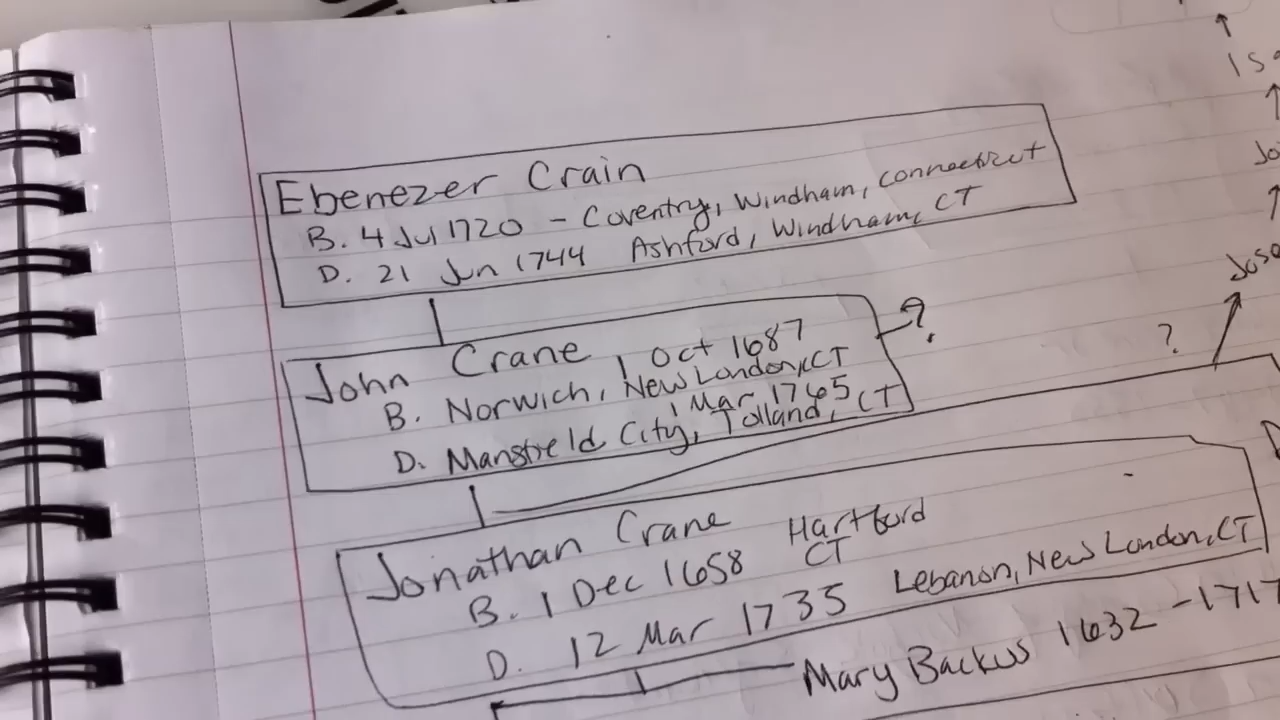 Ebenezer Crain
B. 4 Jul 1720 - Coventry, Windham, Connecticut
D. 21 Jun 1744 Ashford, Windham, CT
John Crane
1 Oct 1687
B. Norwich, New London, CT
1 Mar 1765
D. Mansfield City, Tolland, CT
?
?
Jonathan Crane
B. 1 Dec 1658 Hartford
CT
D. 12 Mar 1735 Lebanon, New London, CT
Mary Backus 1632 - 1717